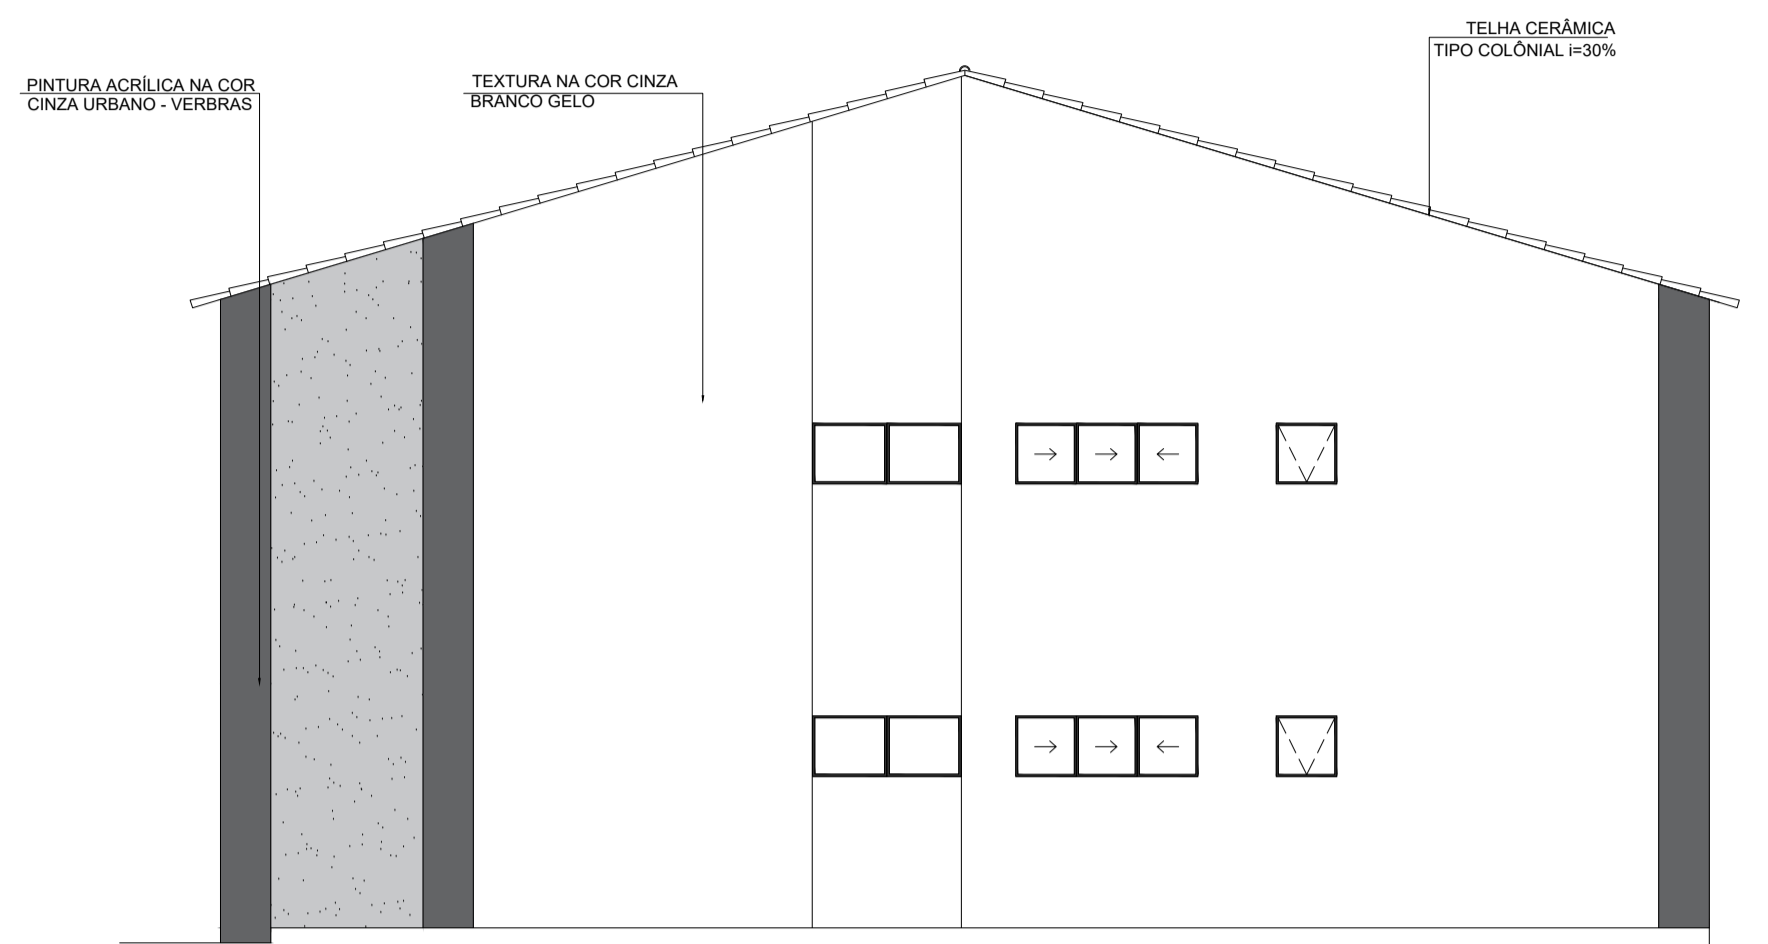 PINTURA ACRÍLICA NA COR
CINZA URBANO - VERBRAS
TEXTURA NA COR CINZA
BRANCO GELO
TELHA CERÂMICA
TIPO COLÔNIAL i=30%